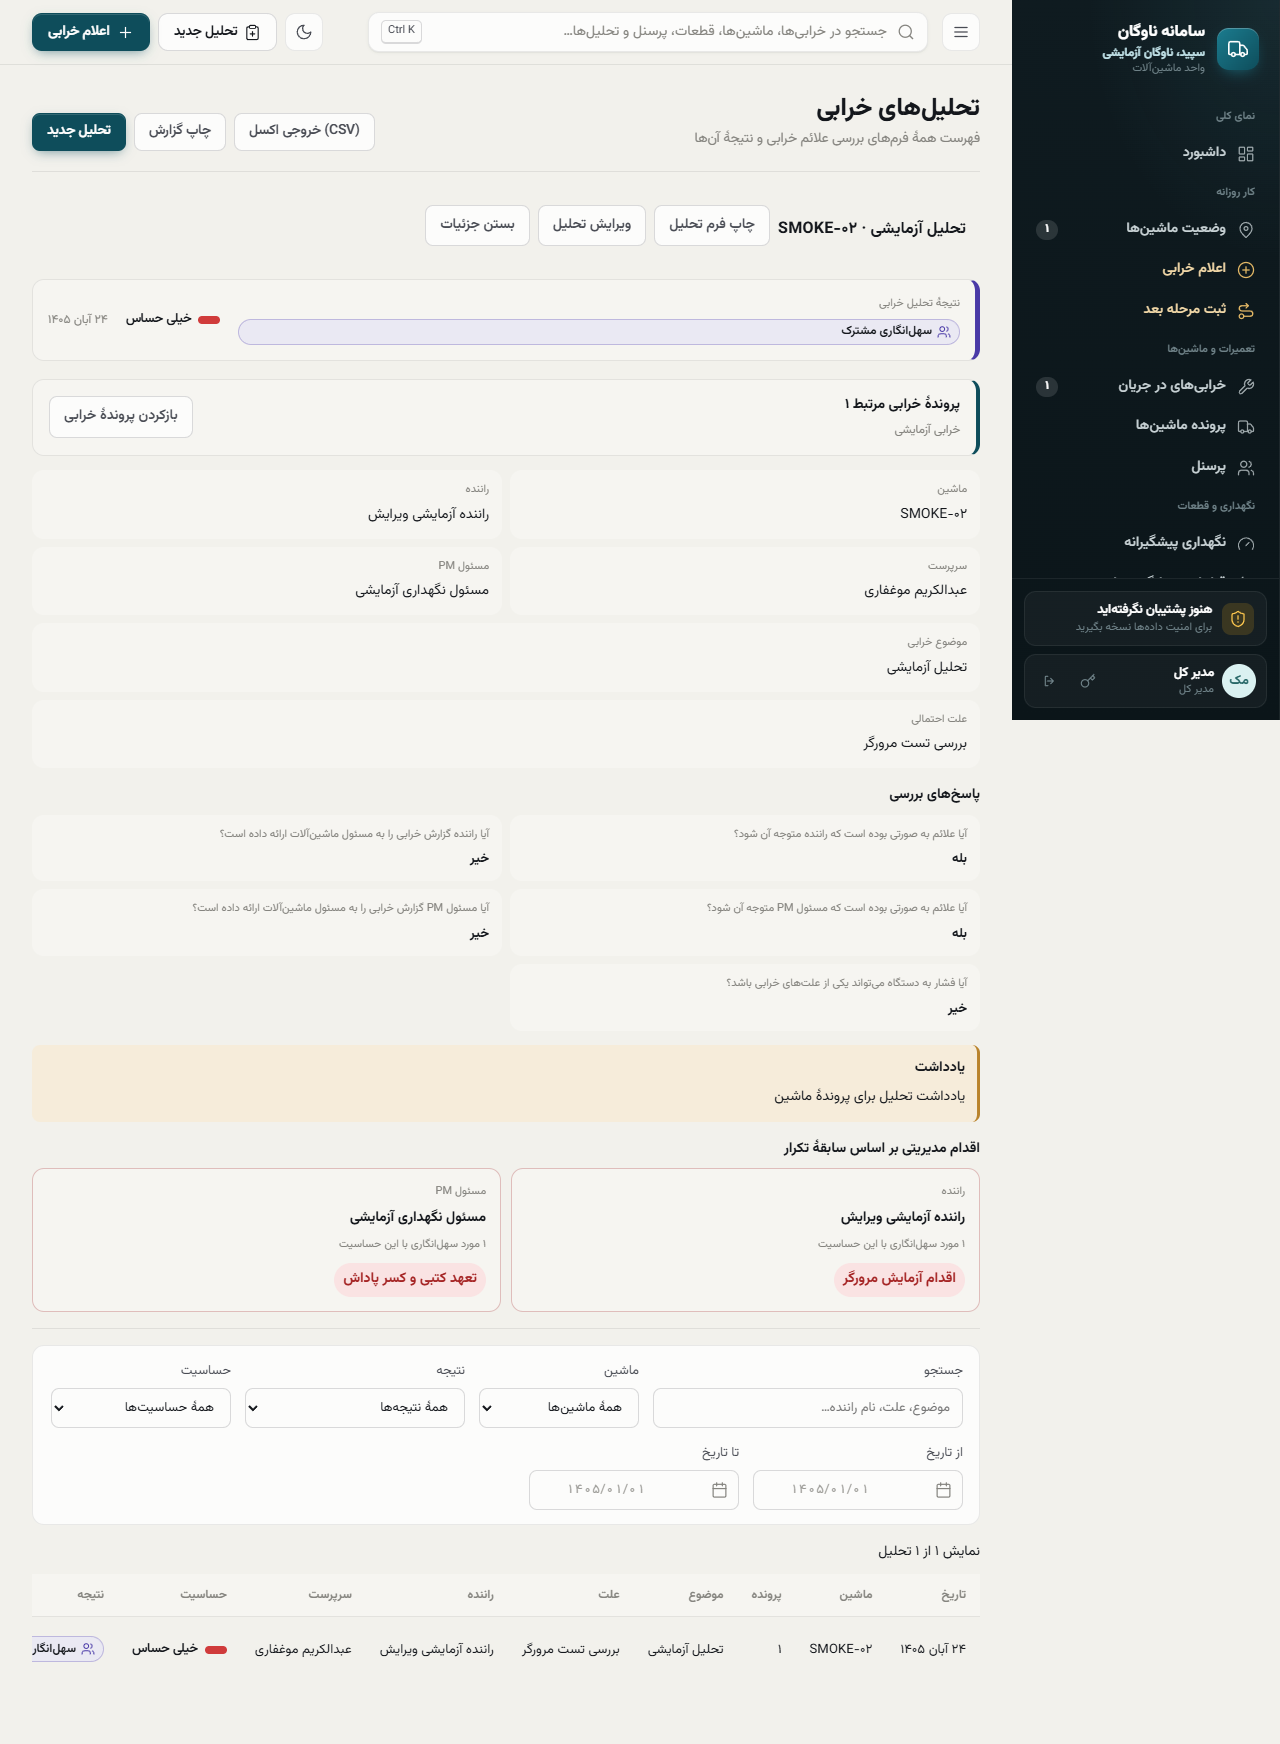 سامانه ناوگان
سپید، ناوگان آزمایشی
واحد ماشین‌آلات
نمای کلی
داشبورد
کار روزانه
وضعیت ماشین‌ها
۱
اعلام خرابی
ثبت مرحله بعد
تعمیرات و ماشین‌ها
خرابی‌های در جریان
۱
پرونده ماشین‌ها
پرسنل
نگهداری و قطعات
نگهداری پیشگیرانه
هنوز پشتیبان نگرفته‌اید
برای امنیت داده‌ها نسخه بگیرید
مک
مدیر کل
مدیر کل
جستجو در خرابی‌ها، ماشین‌ها، قطعات، پرسنل و تحلیل‌ها...
Ctrl K
تحلیل جدید
اعلام خرابی
تحلیل‌های خرابی
فهرست همهٔ فرم‌های بررسی علائم خرابی و نتیجهٔ آن‌ها
خروجی اکسل (CSV)
چاپ گزارش
تحلیل جدید
تحلیل آزمایشی · SMOKE-۰۲
چاپ فرم تحلیل
ویرایش تحلیل
بستن جزئیات
نتیجهٔ تحلیل خرابی
سهل‌انگاری مشترک
خیلی حساس
۲۴ آبان ۱۴۰۵
پروندهٔ خرابی مرتبط ۱
خرابی آزمایشی
بازکردن پروندهٔ خرابی
ماشین
SMOKE-۰۲
راننده
راننده آزمایشی ویرایش
سرپرست
عبدالکریم موغفاری
مسئول PM
مسئول نگهداری آزمایشی
موضوع خرابی
تحلیل آزمایشی
علت احتمالی
بررسی تست مرورگر
پاسخ‌های بررسی
آیا علائم به صورتی بوده است که راننده متوجه آن شود؟
بله
آیا راننده گزارش خرابی را به مسئول ماشین‌آلات ارائه داده است؟
خیر
آیا علائم به صورتی بوده است که مسئول PM متوجه آن شود؟
بله
آیا مسئول PM گزارش خرابی را به مسئول ماشین‌آلات ارائه داده است؟
خیر
آیا فشار به دستگاه می‌تواند یکی از علت‌های خرابی باشد؟
خیر
یادداشت
یادداشت تحلیل برای پروندهٔ ماشین
اقدام مدیریتی بر اساس سابقهٔ تکرار
راننده
راننده آزمایشی ویرایش
۱ مورد سهل‌انگاری با این حساسیت
اقدام آزمایش مرورگر
مسئول PM
مسئول نگهداری آزمایشی
۱ مورد سهل‌انگاری با این حساسیت
تعهد کتبی و کسر پاداش
جستجو
موضوع، علت، نام راننده...
ماشین
همهٔ ماشین‌ها
نتیجه
همهٔ نتیجه‌ها
حساسیت
همهٔ حساسیت‌ها
از تاریخ
۱۴۰۵/۰۱/۰۱
تا تاریخ
۱۴۰۵/۰۱/۰۱
نمایش ۱ از ۱ تحلیل
تاریخ ماشین پرونده موضوع علت راننده سرپرست حساسیت نتیجه
۲۴ آبان ۱۴۰۵ SMOKE-۰۲ ۱ تحلیل آزمایشی بررسی تست مرورگر راننده آزمایشی ویرایش عبدالکریم موغفاری خیلی حساس سهل‌انگار